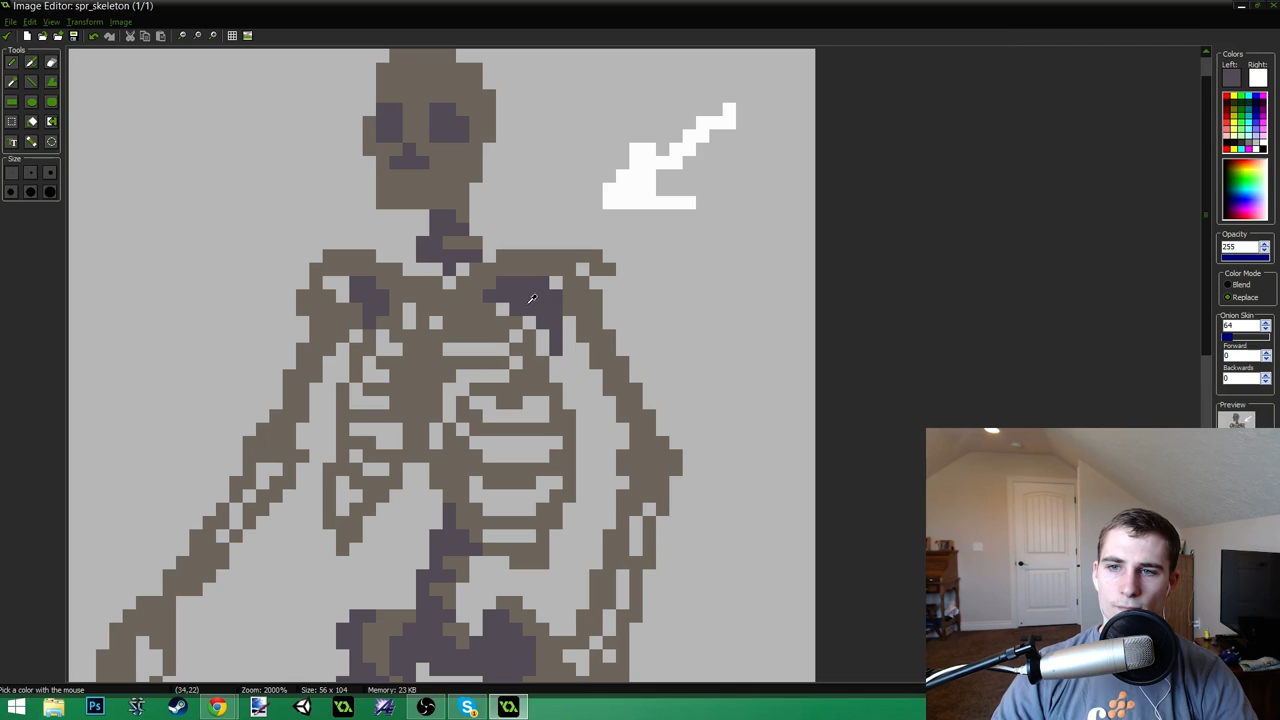 Image Editor: spr_skeleton (1/1)
File Edit View Transform Image
Tools
Size
Colors
Left: Right:
Opacity
255
Color Mode
Blend
Replace
Onion Skin
64
Forward
0
Backwards
0
Preview
Pick a color with the mouse (34,22) Zoom: 2000% Size: 56 x 104 Memory: 23 KB